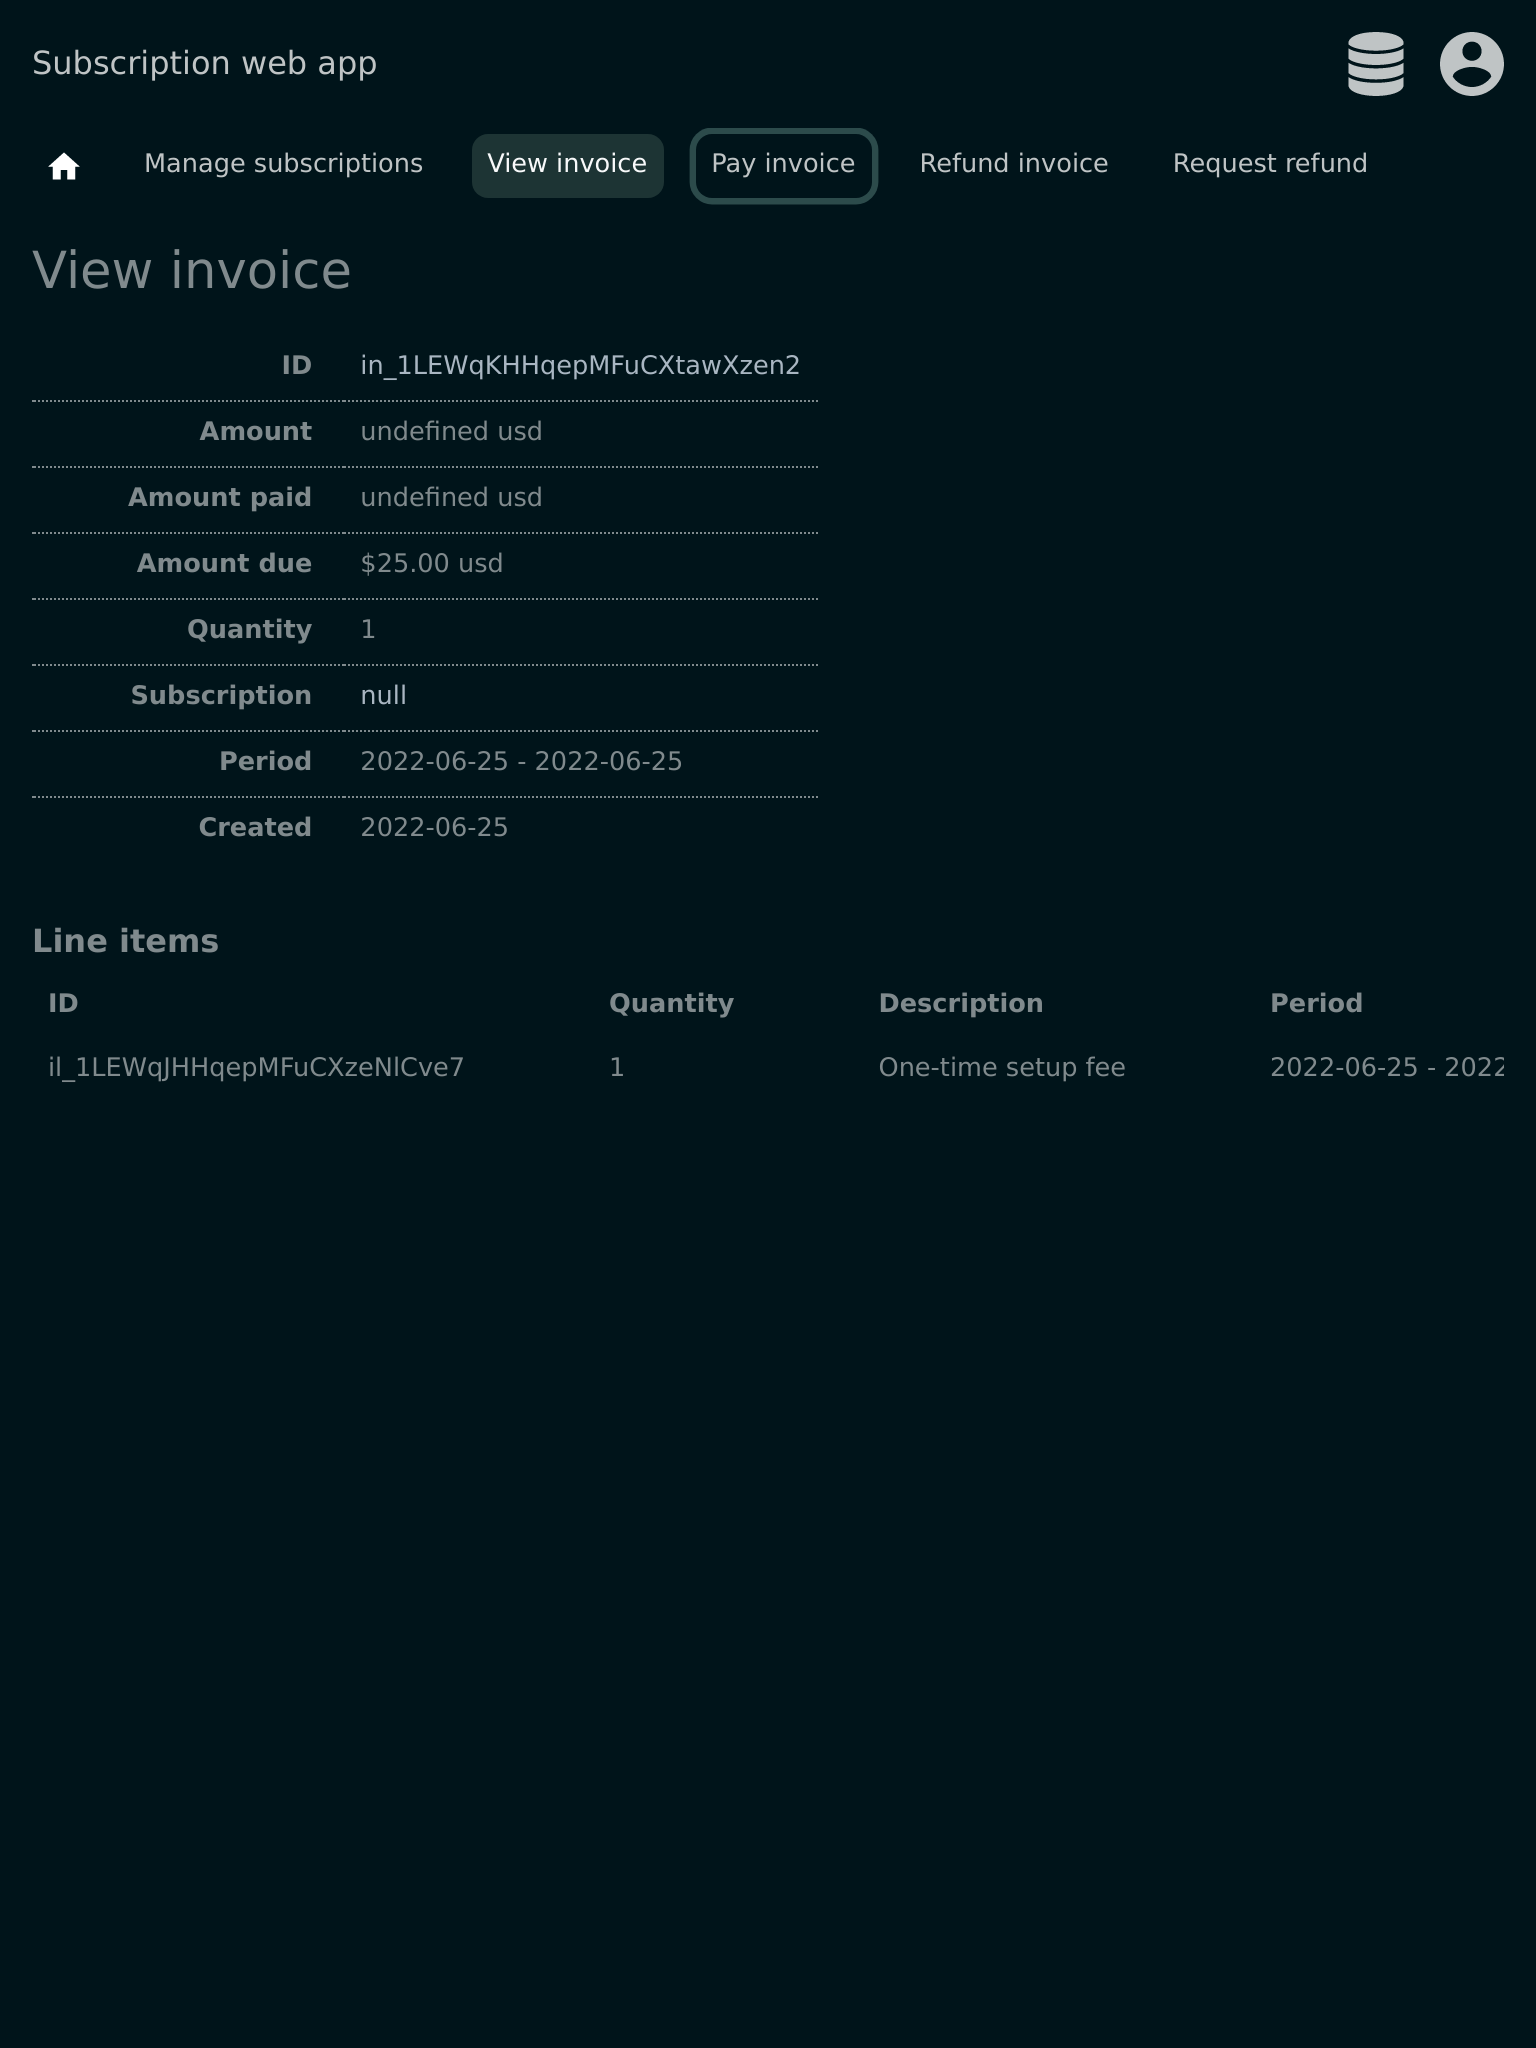 Subscription web app
Manage subscriptions View invoice Pay invoice Refund invoice Request refund
View invoice
ID in_1LEWqKHHqepMFuCXtawXzen2
Amount undefined usd
Amount paid undefined usd
Amount due $25.00 usd
Quantity 1
Subscription null
Period 2022-06-25 - 2022-06-25
Created 2022-06-25
Line items
ID Quantity Description Period
il_1LEWqJHHqepMFuCXzeNlCve7 1 One-time setup fee 2022-06-25 - 2022